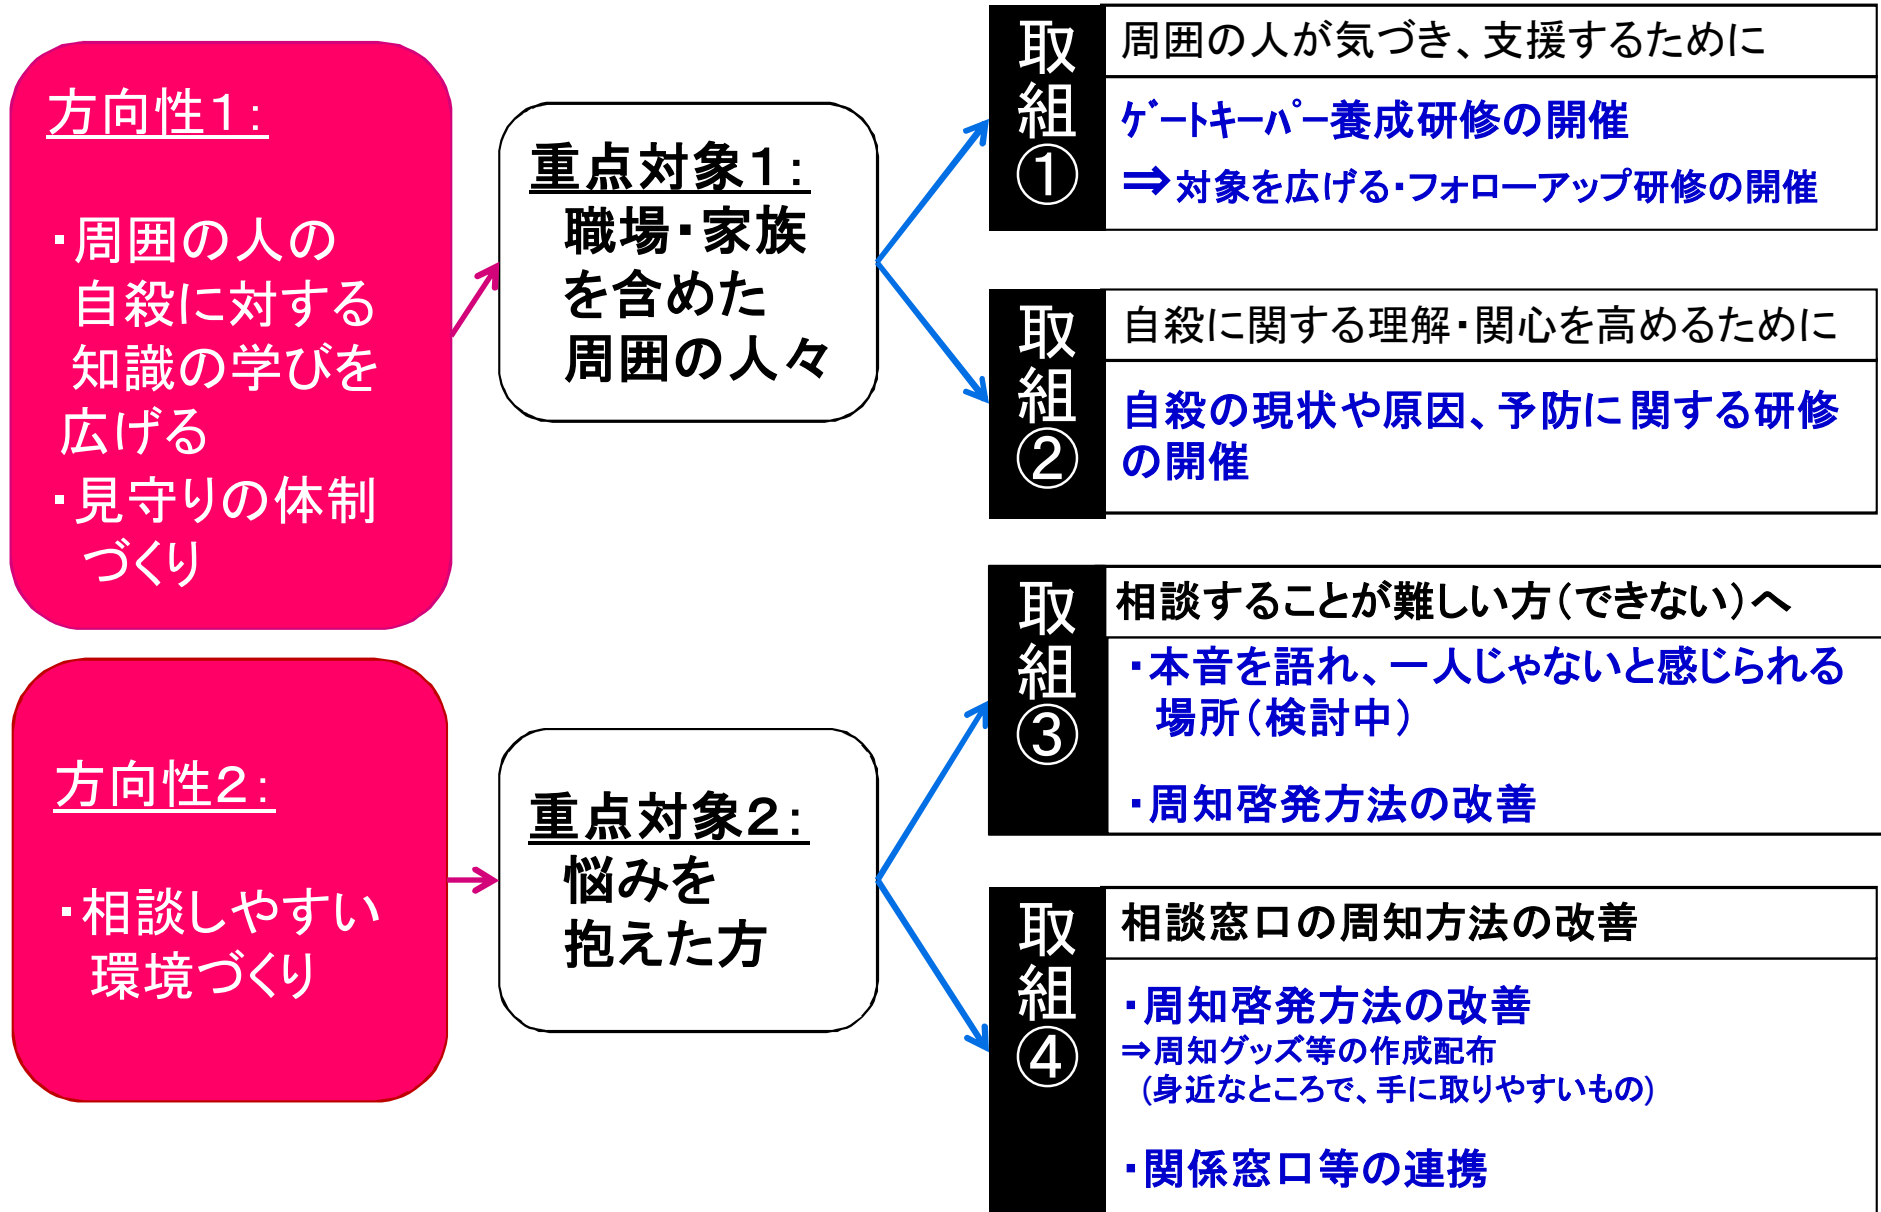 方向性1:
・周囲の人の
自殺に対する
知識の学びを
広げる
・見守りの体制
づくり
重点対象1:
職場・家族
を含めた
周囲の人々
取組①
周囲の人が気づき、支援するために
ｹﾞｰﾄｷｰﾊﾟｰ養成研修の開催
⇒対象を広げる・フォローアップ研修の開催
取組②
自殺に関する理解・関心を高めるために
自殺の現状や原因、予防に関する研修
の開催
方向性2:
・相談しやすい
環境づくり
重点対象2:
悩みを
抱えた方
取組③
相談することが難しい方(できない)へ
・本音を語れ、一人じゃないと感じられる
場所(検討中)
・周知啓発方法の改善
取組④
相談窓口の周知方法の改善
・周知啓発方法の改善
⇒周知グッズ等の作成配布
(身近なところで、手に取りやすいもの)
・関係窓口等の連携